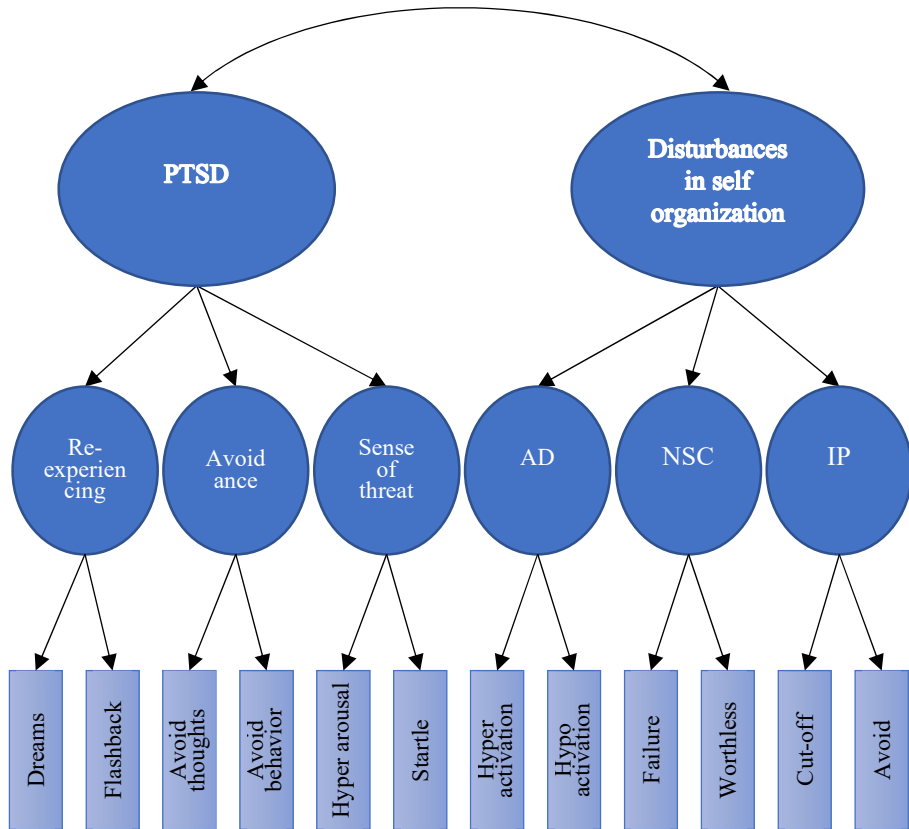 PTSD
Disturbances
in self
organization
Re-
experien
cing
Avoid
ance
Sense
of
threat
AD
NSC
IP
Dreams
Flashback
Avoid
thoughts
Avoid
behavior
Hyper arousal
Startle
Hyper
activation
Hypo
activation
Failure
Worthless
Cut-off
Avoid